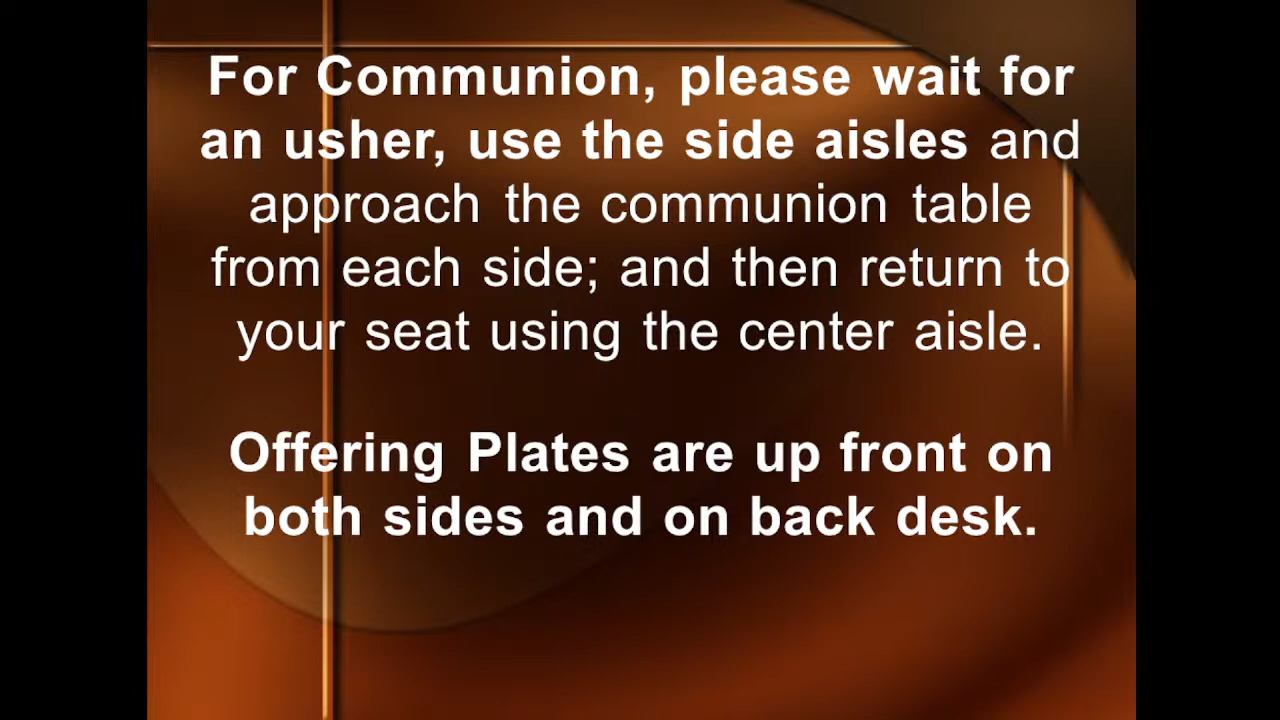 For Communion, please wait for
an usher, use the side aisles and
approach the communion table
from each side; and then return to
your seat using the center aisle.
Offering Plates are up front on
both sides and on back desk.